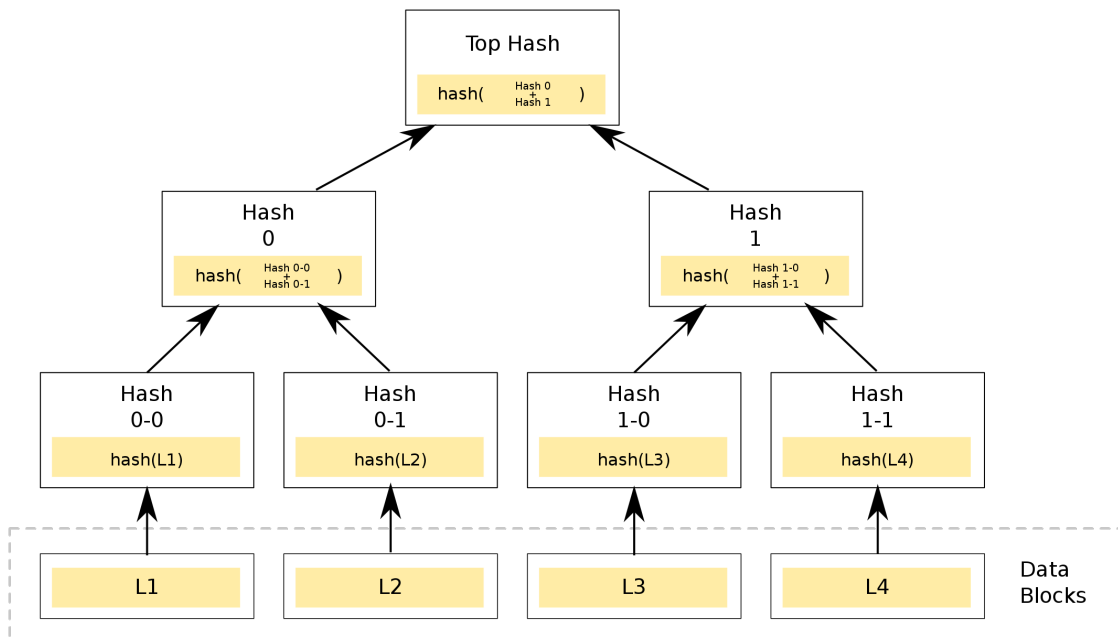 Top Hash
hash( Hash 0 + Hash 1 )
Hash
0
hash( Hash 0-0 + Hash 0-1 )
Hash
1
hash( Hash 1-0 + Hash 1-1 )
Hash
0-0
hash(L1)
Hash
0-1
hash(L2)
Hash
1-0
hash(L3)
Hash
1-1
hash(L4)
L1
L2
L3
L4
Data
Blocks